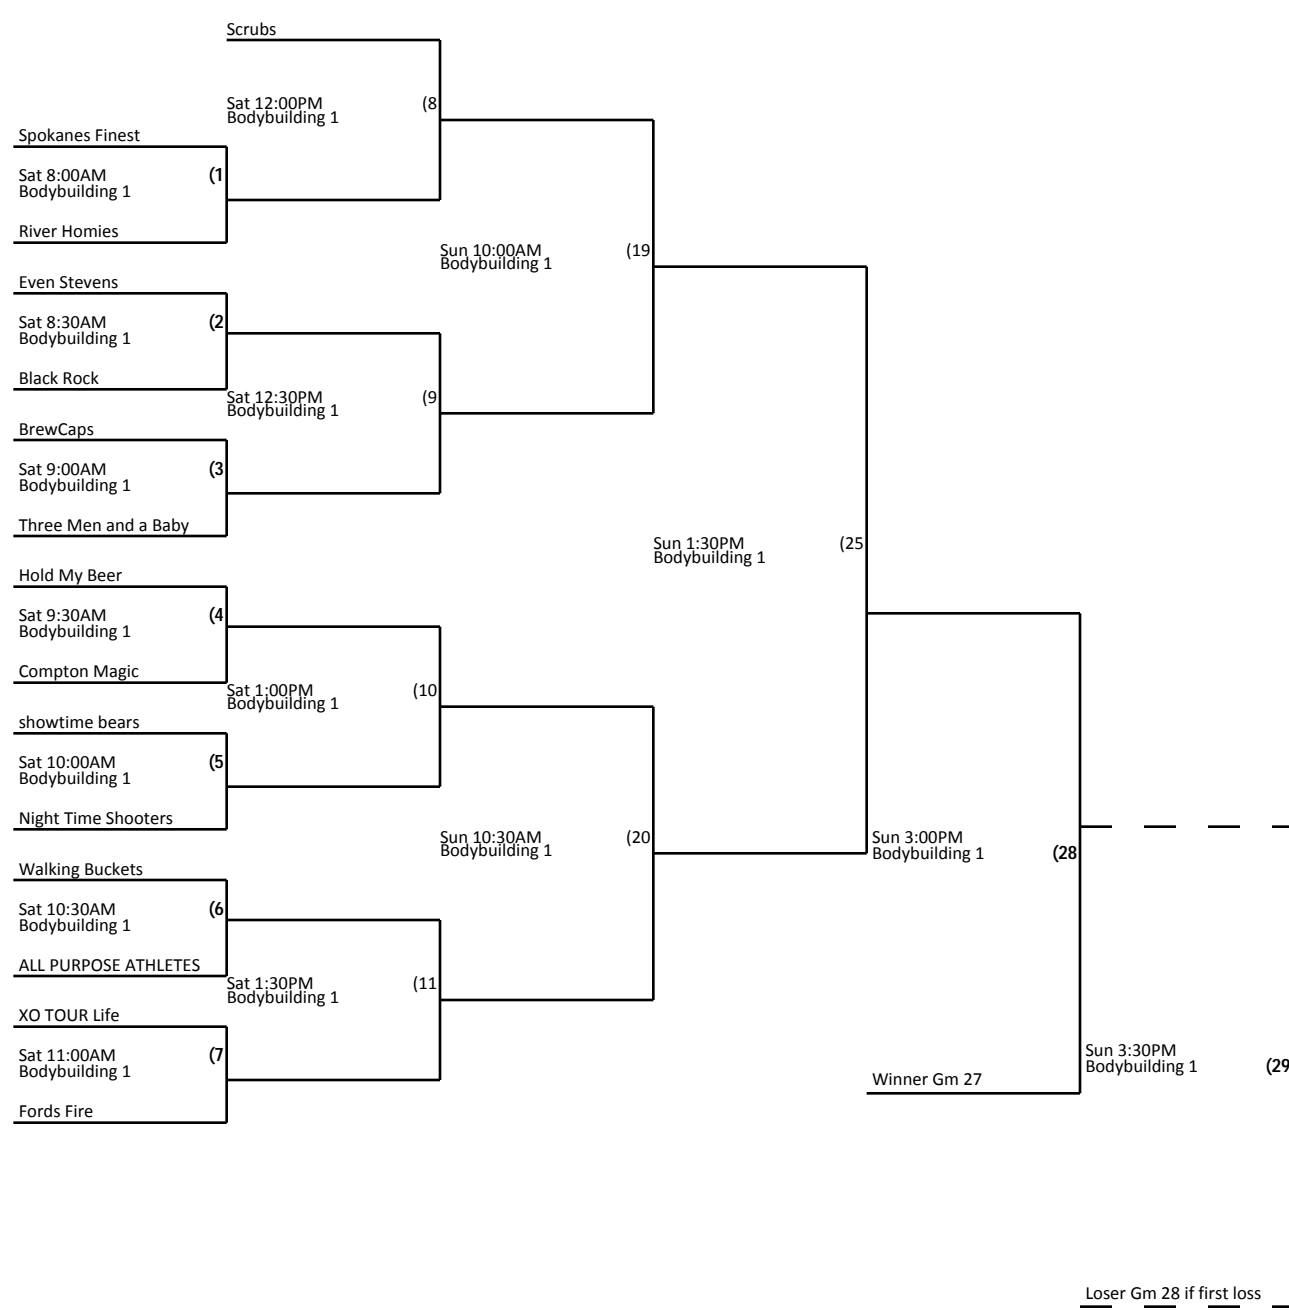 Scrubs
Sat 12:00PM
Bodybuilding 1
(8
Spokanes Finest
Sat 8:00AM
Bodybuilding 1
(1
River Homies
Sun 10:00AM
Bodybuilding 1
(19
Even Stevens
Sat 8:30AM
Bodybuilding 1
(2
Black Rock
Sat 12:30PM
Bodybuilding 1
(9
BrewCaps
Sat 9:00AM
Bodybuilding 1
(3
Three Men and a Baby
Sun 1:30PM
Bodybuilding 1
(25
Hold My Beer
Sat 9:30AM
Bodybuilding 1
(4
Compton Magic
Sat 1:00PM
Bodybuilding 1
(10
showtime bears
Sat 10:00AM
Bodybuilding 1
(5
Night Time Shooters
Sun 10:30AM
Bodybuilding 1
(20
Sun 3:00PM
Bodybuilding 1
(28
Walking Buckets
Sat 10:30AM
Bodybuilding 1
(6
ALL PURPOSE ATHLETES
Sat 1:30PM
Bodybuilding 1
(11
XO TOUR Life
Sat 11:00AM
Bodybuilding 1
(7
Fords Fire
Sun 3:30PM
Bodybuilding 1
(29
Winner Gm 27
Loser Gm 28 if first loss